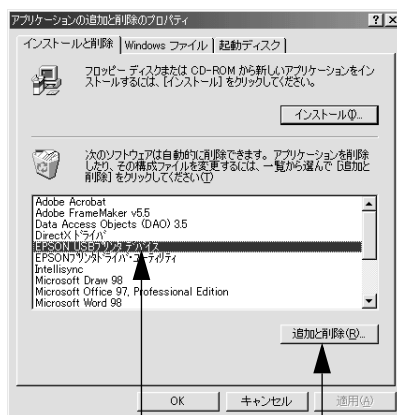 アプリケーションの追加と削除のプロパティ
インストールと削除
Windows ファイル
起動ディスク
フロッピー ディスクまたは CD-ROM から新しいアプリケーションをイン
ストールするには、[インストール] をクリックしてください。
インストール(I)...
次のソフトウェアは自動的に削除できます。アプリケーションを削除
したり、その構成ファイルを変更するには、一覧から選んで [追加と
削除] をクリックしてください(T)
Adobe Acrobat
Adobe FrameMaker v5.5
Data Access Objects (DAO) 3.5
DirectX ドライバ
EPSON USBプリンタ デバイス
EPSONプリンタドライバ・ユーティリティ
Intellisync
Microsoft Draw 98
Microsoft Office 97, Professional Edition
Microsoft Word 98
追加と削除(R)...
OK
キャンセル
適用(A)